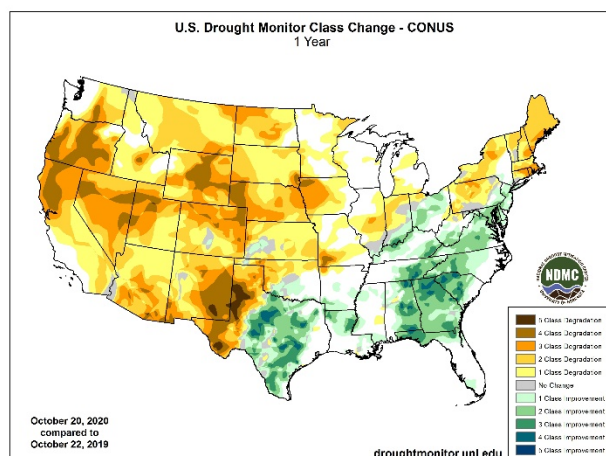 U.S. Drought Monitor Class Change - CONUS
1 Year
NDMC
5 Class Degradation
4 Class Degradation
3 Class Degradation
2 Class Degradation
1 Class Degradation
No Change
1 Class Improvement
2 Class Improvement
3 Class Improvement
4 Class Improvement
5 Class Improvement
October 20, 2020
compared to
October 22, 2019
droughtmonitor.unl.edu